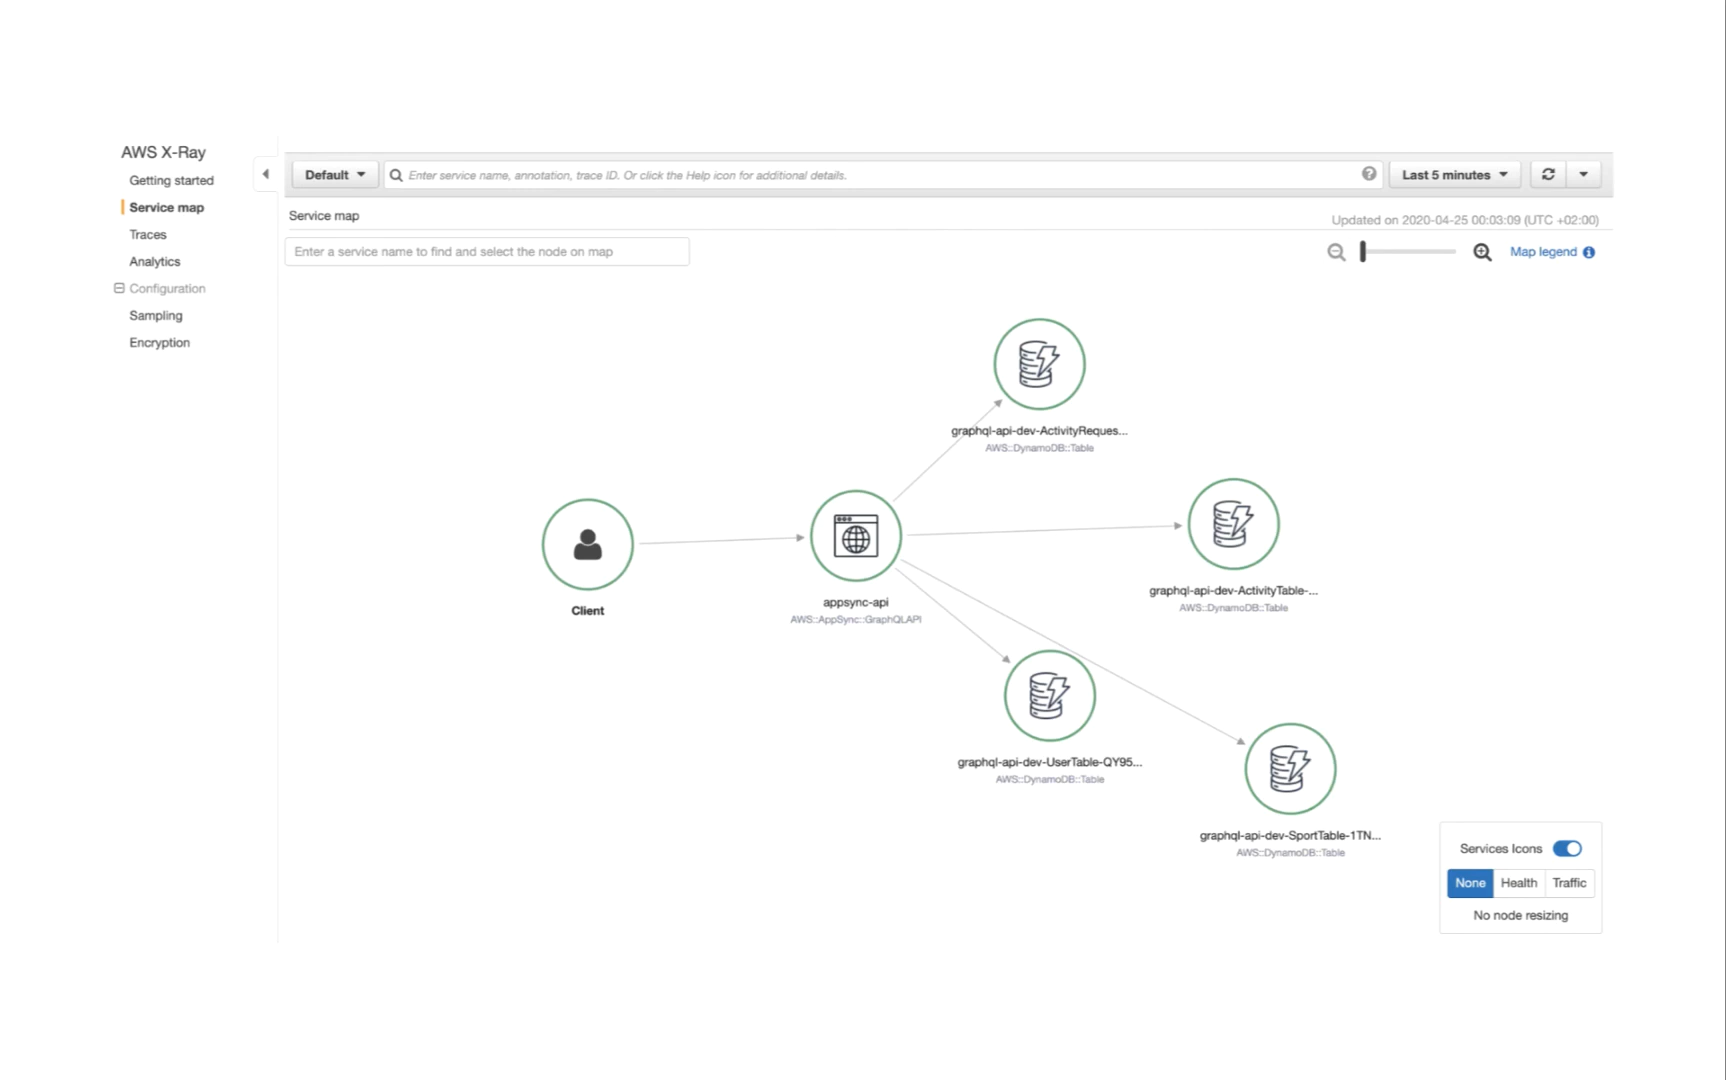 AWS X-Ray
Getting started
Service map
Traces
Analytics
Configuration
Sampling
Encryption
Default
Enter service name, annotation, trace ID. Or click the Help icon for additional details.
Last 5 minutes
Service map
Updated on 2020-04-25 00:03:09 (UTC +02:00)
Enter a service name to find and select the node on map
Map legend
graphql-api-dev-ActivityReques...
AWS::DynamoDB::Table
graphql-api-dev-ActivityTable-...
AWS::DynamoDB::Table
Client
appsync-api
AWS::AppSync::GraphQLAPI
graphql-api-dev-UserTable-QY95...
AWS::DynamoDB::Table
graphql-api-dev-SportTable-1TN...
AWS::DynamoDB::Table
Services Icons
None Health Traffic
No node resizing